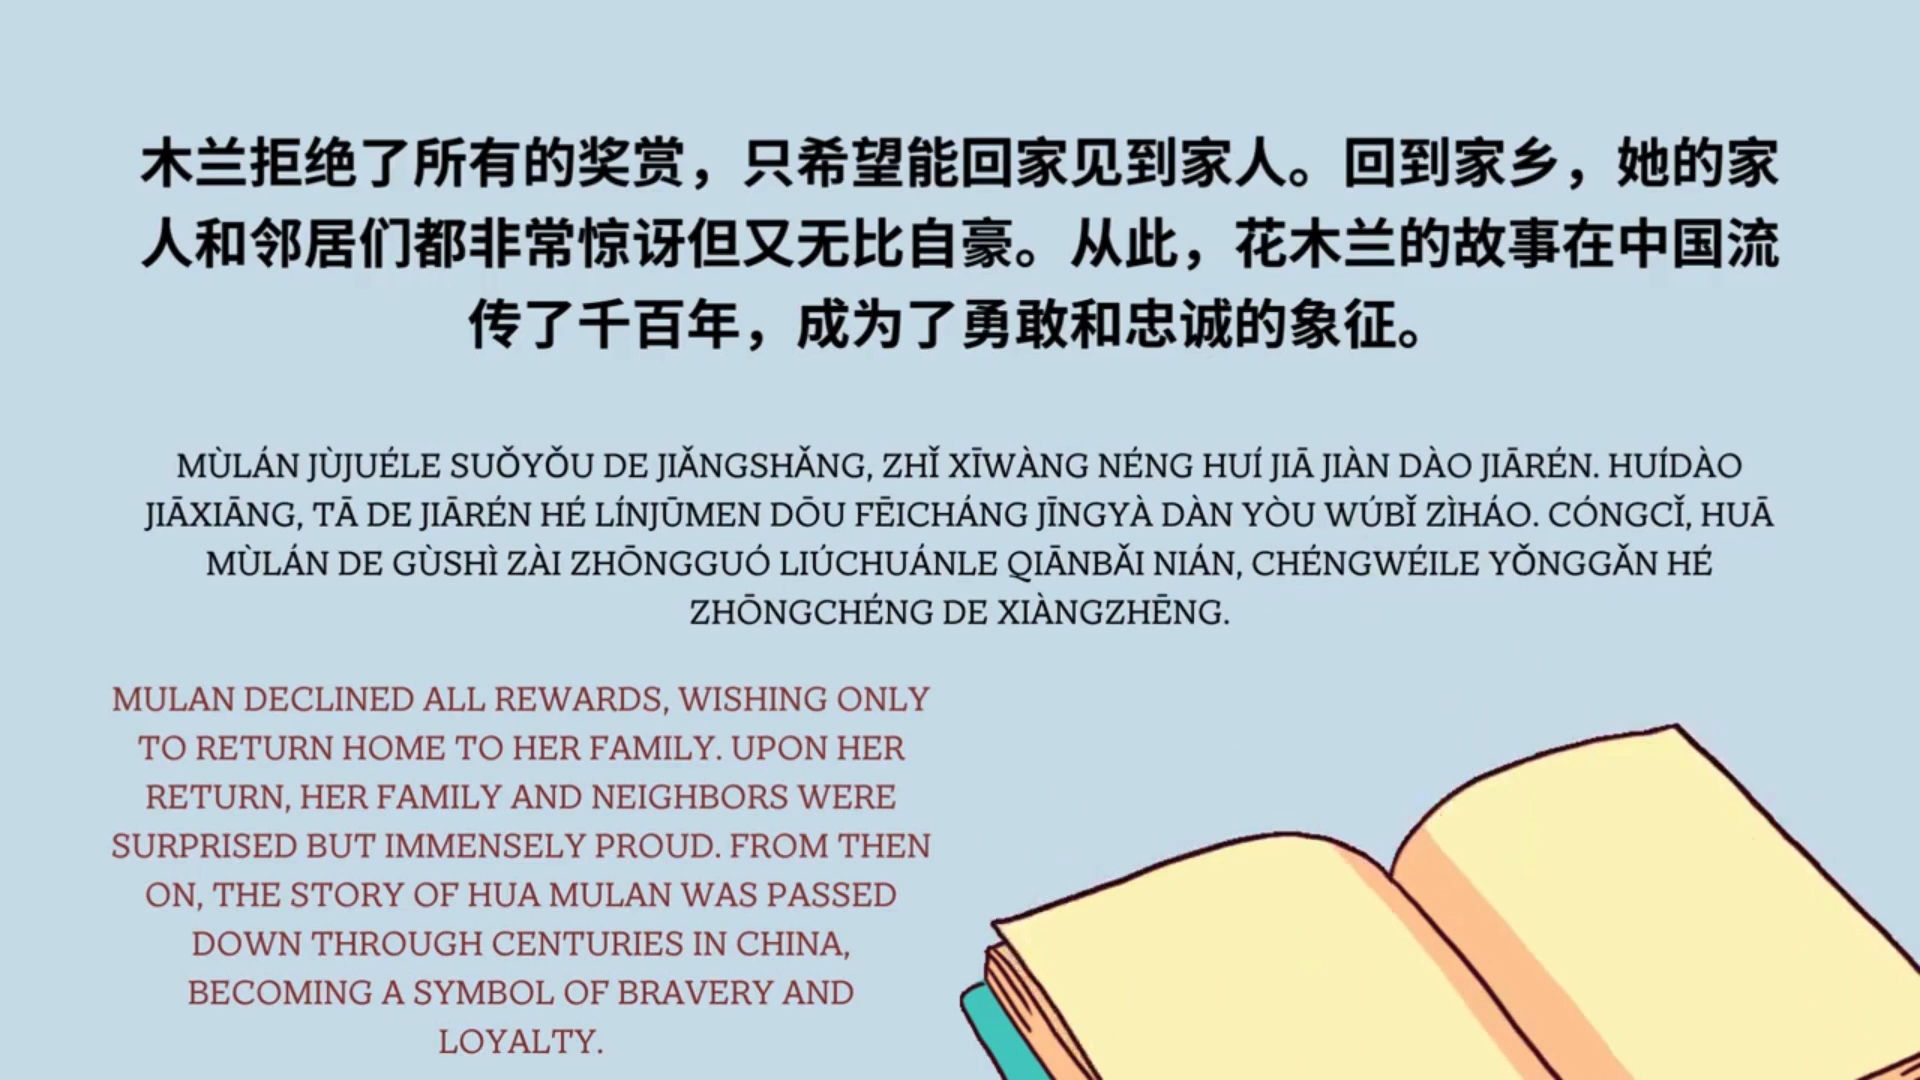 木兰拒绝了所有的奖赏，只希望能回家见到家人。回到家乡，她的家
人和邻居们都非常惊讶但又无比自豪。从此，花木兰的故事在中国流
传了千百年，成为了勇敢和忠诚的象征。
MÙLÁN JÙJUÉLE SUǑYǑU DE JIǍNGSHǍNG, ZHǏ XĪWÀNG NÉNG HUÍ JIĀ JIÀN DÀO JIĀRÉN. HUÍDÀO
JIĀXIĀNG, TĀ DE JIĀRÉN HÉ LÍNJŪMEN DŌU FĒICHÁNG JĪNGYÀ DÀN YÒU WÚBǏ ZÌHÁO. CÓNGCǏ, HUĀ
MÙLÁN DE GÙSHÌ ZÀI ZHŌNGGUÓ LIÚCHUÁNLE QIĀNBǍI NIÁN, CHÉNGWÉILE YǑNGGǍN HÉ
ZHŌNGCHÉNG DE XIÀNGZHĒNG.
MULAN DECLINED ALL REWARDS, WISHING ONLY
TO RETURN HOME TO HER FAMILY. UPON HER
RETURN, HER FAMILY AND NEIGHBORS WERE
SURPRISED BUT IMMENSELY PROUD. FROM THEN
ON, THE STORY OF HUA MULAN WAS PASSED
DOWN THROUGH CENTURIES IN CHINA,
BECOMING A SYMBOL OF BRAVERY AND
LOYALTY.